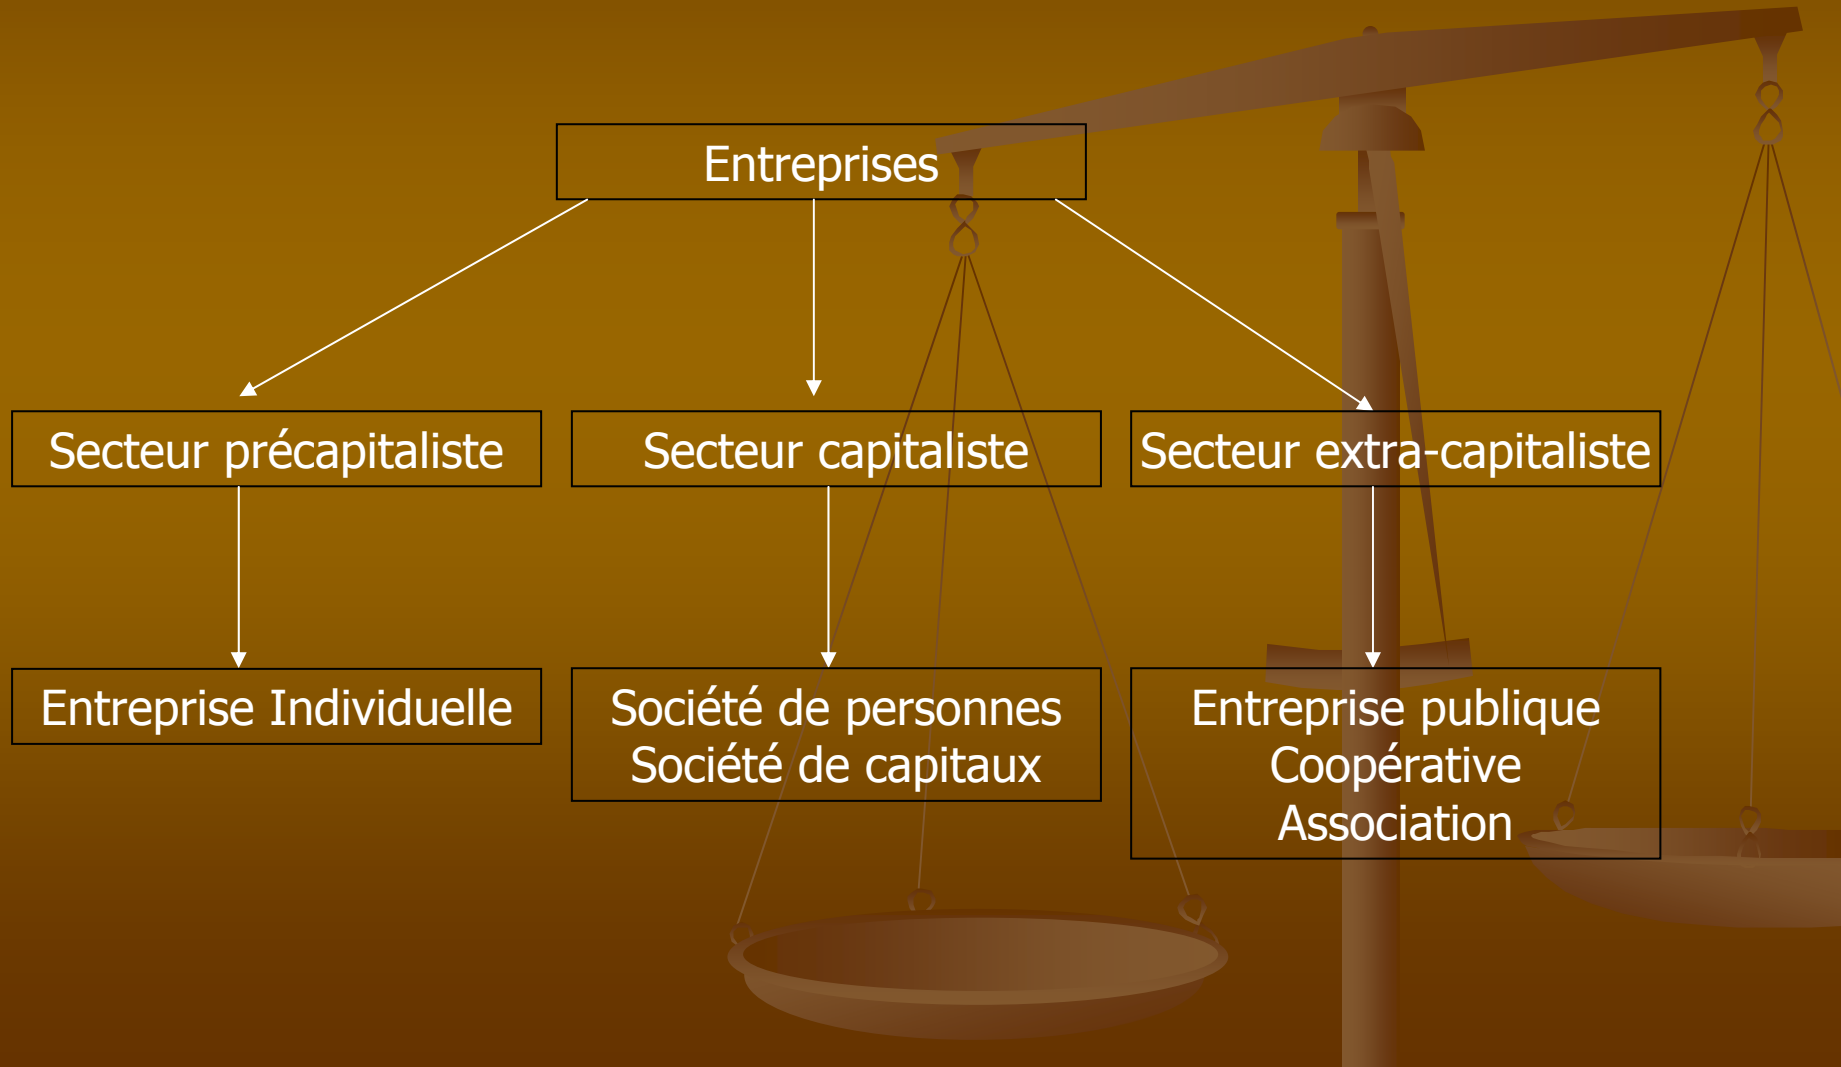 Entreprises
Secteur précapitaliste
Secteur capitaliste
Secteur extra-capitaliste
Entreprise Individuelle
Société de personnes
Société de capitaux
Entreprise publique
Coopérative
Association